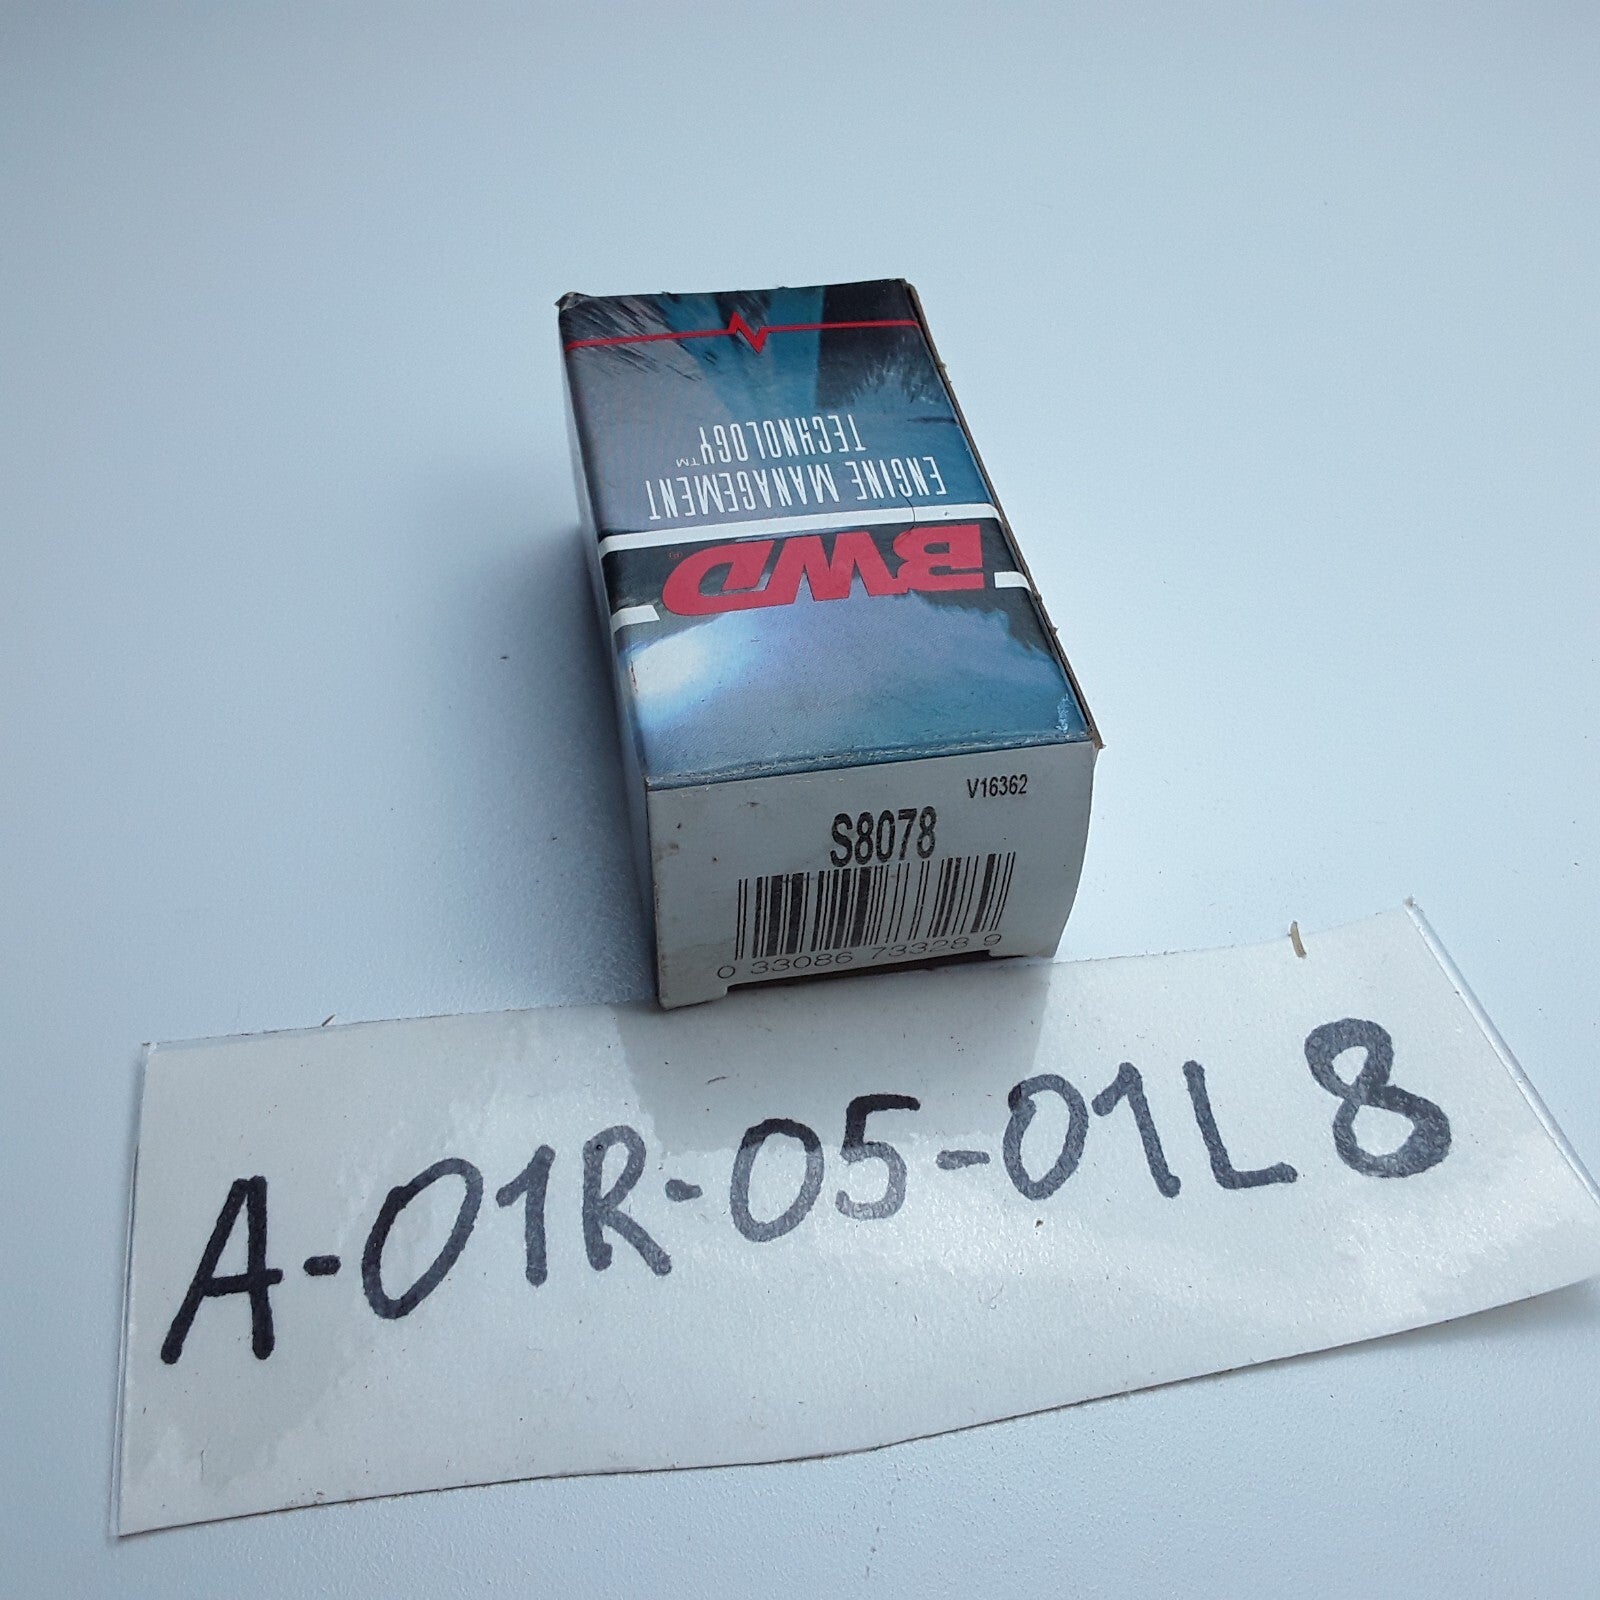 BWD®
ENGINE MANAGEMENT
TECHNOLOGY™
V16362
S8078
0 33086 73328 9
A-01R-05-01L8